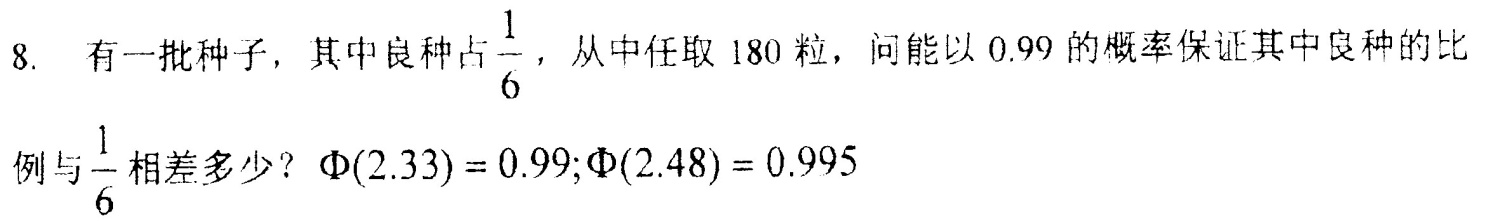 8. 有一批种子，其中良种占 $\frac{1}{6}$，从中任取 180 粒，问能以 0.99 的概率保证其中良种的比
例与 $\frac{1}{6}$ 相差多少？ Φ(2.33) = 0.99;Φ(2.48) = 0.995